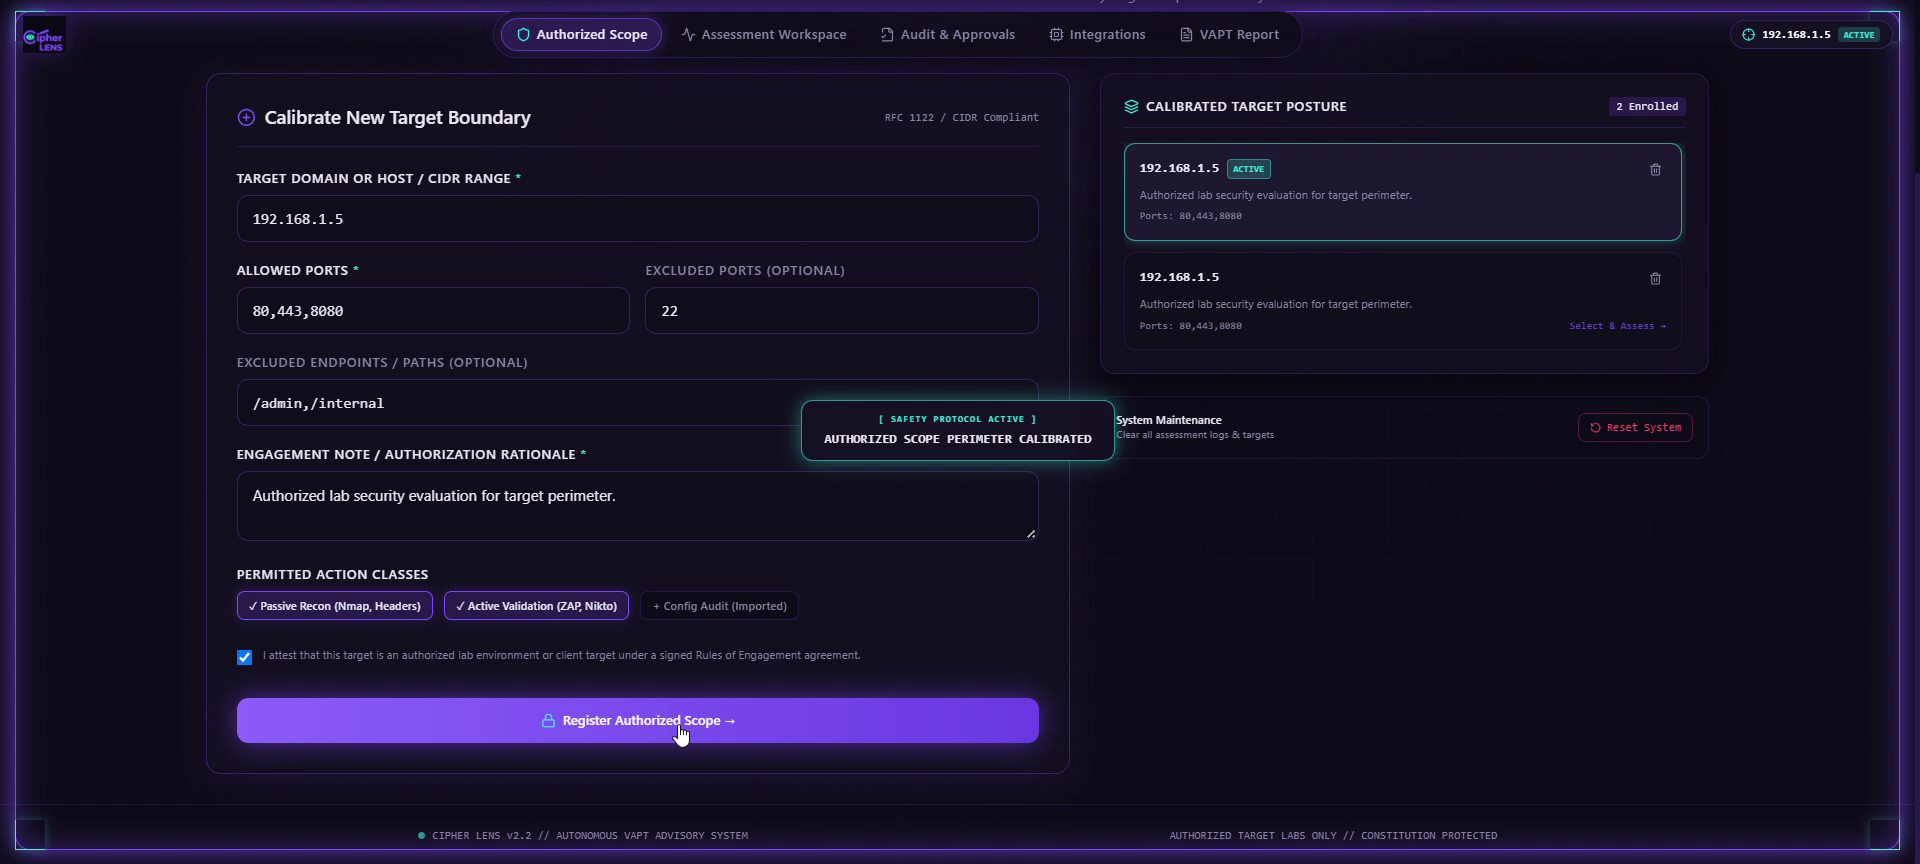 Cipher
LENS
Authorized Scope
Assessment Workspace
Audit & Approvals
Integrations
VAPT Report
192.168.1.5 ACTIVE
Calibrate New Target Boundary
RFC 1122 / CIDR Compliant
TARGET DOMAIN OR HOST / CIDR RANGE *
192.168.1.5
ALLOWED PORTS *
EXCLUDED PORTS (OPTIONAL)
80,443,8080
22
EXCLUDED ENDPOINTS / PATHS (OPTIONAL)
/admin,/internal
ENGAGEMENT NOTE / AUTHORIZATION RATIONALE *
Authorized lab security evaluation for target perimeter.
PERMITTED ACTION CLASSES
✓ Passive Recon (Nmap, Headers)
✓ Active Validation (ZAP, Nikto)
+ Config Audit (Imported)
I attest that this target is an authorized lab environment or client target under a signed Rules of Engagement agreement.
Register Authorized Scope →
[ SAFETY PROTOCOL ACTIVE ]
AUTHORIZED SCOPE PERIMETER CALIBRATED
CALIBRATED TARGET POSTURE
2 Enrolled
192.168.1.5 ACTIVE
Authorized lab security evaluation for target perimeter.
Ports: 80,443,8080
192.168.1.5
Authorized lab security evaluation for target perimeter.
Ports: 80,443,8080
Select & Assess →
System Maintenance
Clear all assessment logs & targets
Reset System
CIPHER LENS v2.2 // AUTONOMOUS VAPT ADVISORY SYSTEM
AUTHORIZED TARGET LABS ONLY // CONSTITUTION PROTECTED